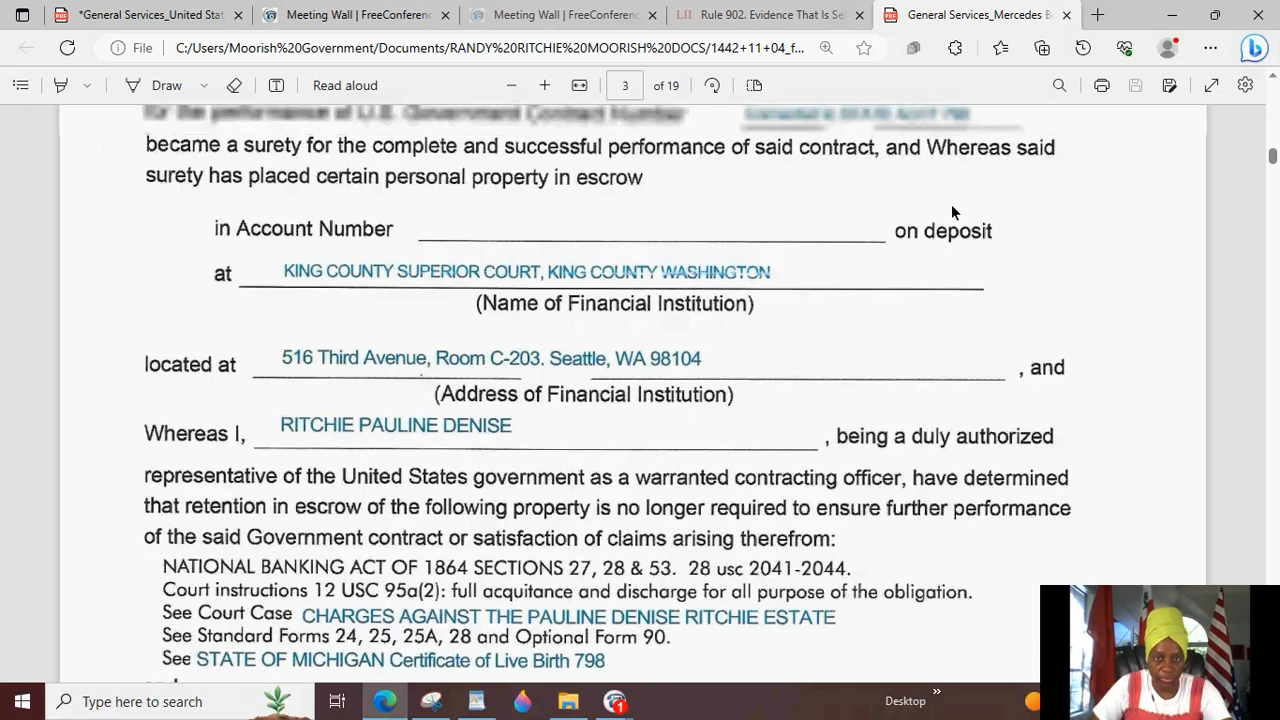 *General Services_United Stat
Meeting Wall | FreeConferenc
Meeting Wall | FreeConferenc
Rule 902. Evidence That Is Sel
General Services_Mercedes Be
File
C:/Users/Moorish%20Government/Documents/RANDY%20RITCHIE%20MOORISH%20DOCS/1442+11+04_f...
Draw
Read aloud
3
of 19
for the performance of U.S. Government Contract Number
became a surety for the complete and successful performance of said contract, and Whereas said
surety has placed certain personal property in escrow
in Account Number on deposit
at KING COUNTY SUPERIOR COURT, KING COUNTY WASHINGTON
(Name of Financial Institution)
located at 516 Third Avenue, Room C-203. Seattle, WA 98104 , and
(Address of Financial Institution)
Whereas I, RITCHIE PAULINE DENISE , being a duly authorized
representative of the United States government as a warranted contracting officer, have determined
that retention in escrow of the following property is no longer required to ensure further performance
of the said Government contract or satisfaction of claims arising therefrom:
NATIONAL BANKING ACT OF 1864 SECTIONS 27, 28 & 53. 28 usc 2041-2044.
Court instructions 12 USC 95a(2): full acquitance and discharge for all purpose of the obligation.
See Court Case CHARGES AGAINST THE PAULINE DENISE RITCHIE ESTATE
See Standard Forms 24, 25, 25A, 28 and Optional Form 90.
See STATE OF MICHIGAN Certificate of Live Birth 798
Type here to search
1
Desktop